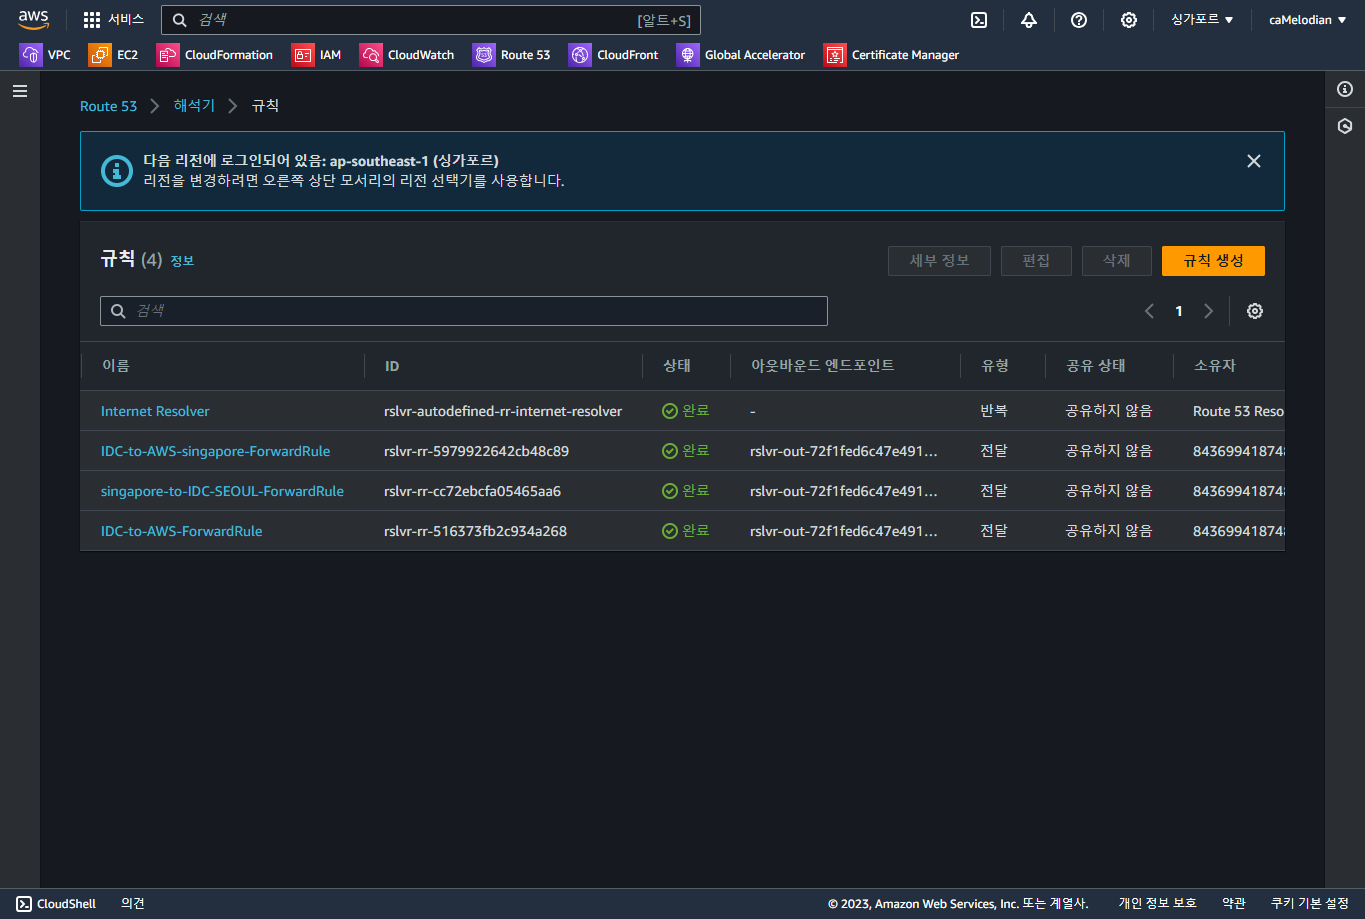 aws 서비스 검색 [알트+S] 싱가포르 caMelodian
VPC EC2 CloudFormation IAM CloudWatch Route 53 CloudFront Global Accelerator Certificate Manager
Route 53 해석기 규칙
다음 리전에 로그인되어 있음: ap-southeast-1 (싱가포르)
리전을 변경하려면 오른쪽 상단 모서리의 리전 선택기를 사용합니다.
규칙 (4) 정보 세부 정보 편집 삭제 규칙 생성
검색 1
이름 ID 상태 아웃바운드 엔드포인트 유형 공유 상태 소유자
Internet Resolver rslvr-autodefined-rr-internet-resolver 완료 - 반복 공유하지 않음 Route 53 Reso
IDC-to-AWS-singapore-ForwardRule rslvr-rr-5979922642cb48c89 완료 rslvr-out-72f1fed6c47e491... 전달 공유하지 않음 843699418748
singapore-to-IDC-SEOUL-ForwardRule rslvr-rr-cc72ebcfa05465aa6 완료 rslvr-out-72f1fed6c47e491... 전달 공유하지 않음 843699418748
IDC-to-AWS-ForwardRule rslvr-rr-516373fb2c934a268 완료 rslvr-out-72f1fed6c47e491... 전달 공유하지 않음 843699418748
CloudShell 의견 © 2023, Amazon Web Services, Inc. 또는 계열사. 개인 정보 보호 약관 쿠키 기본 설정